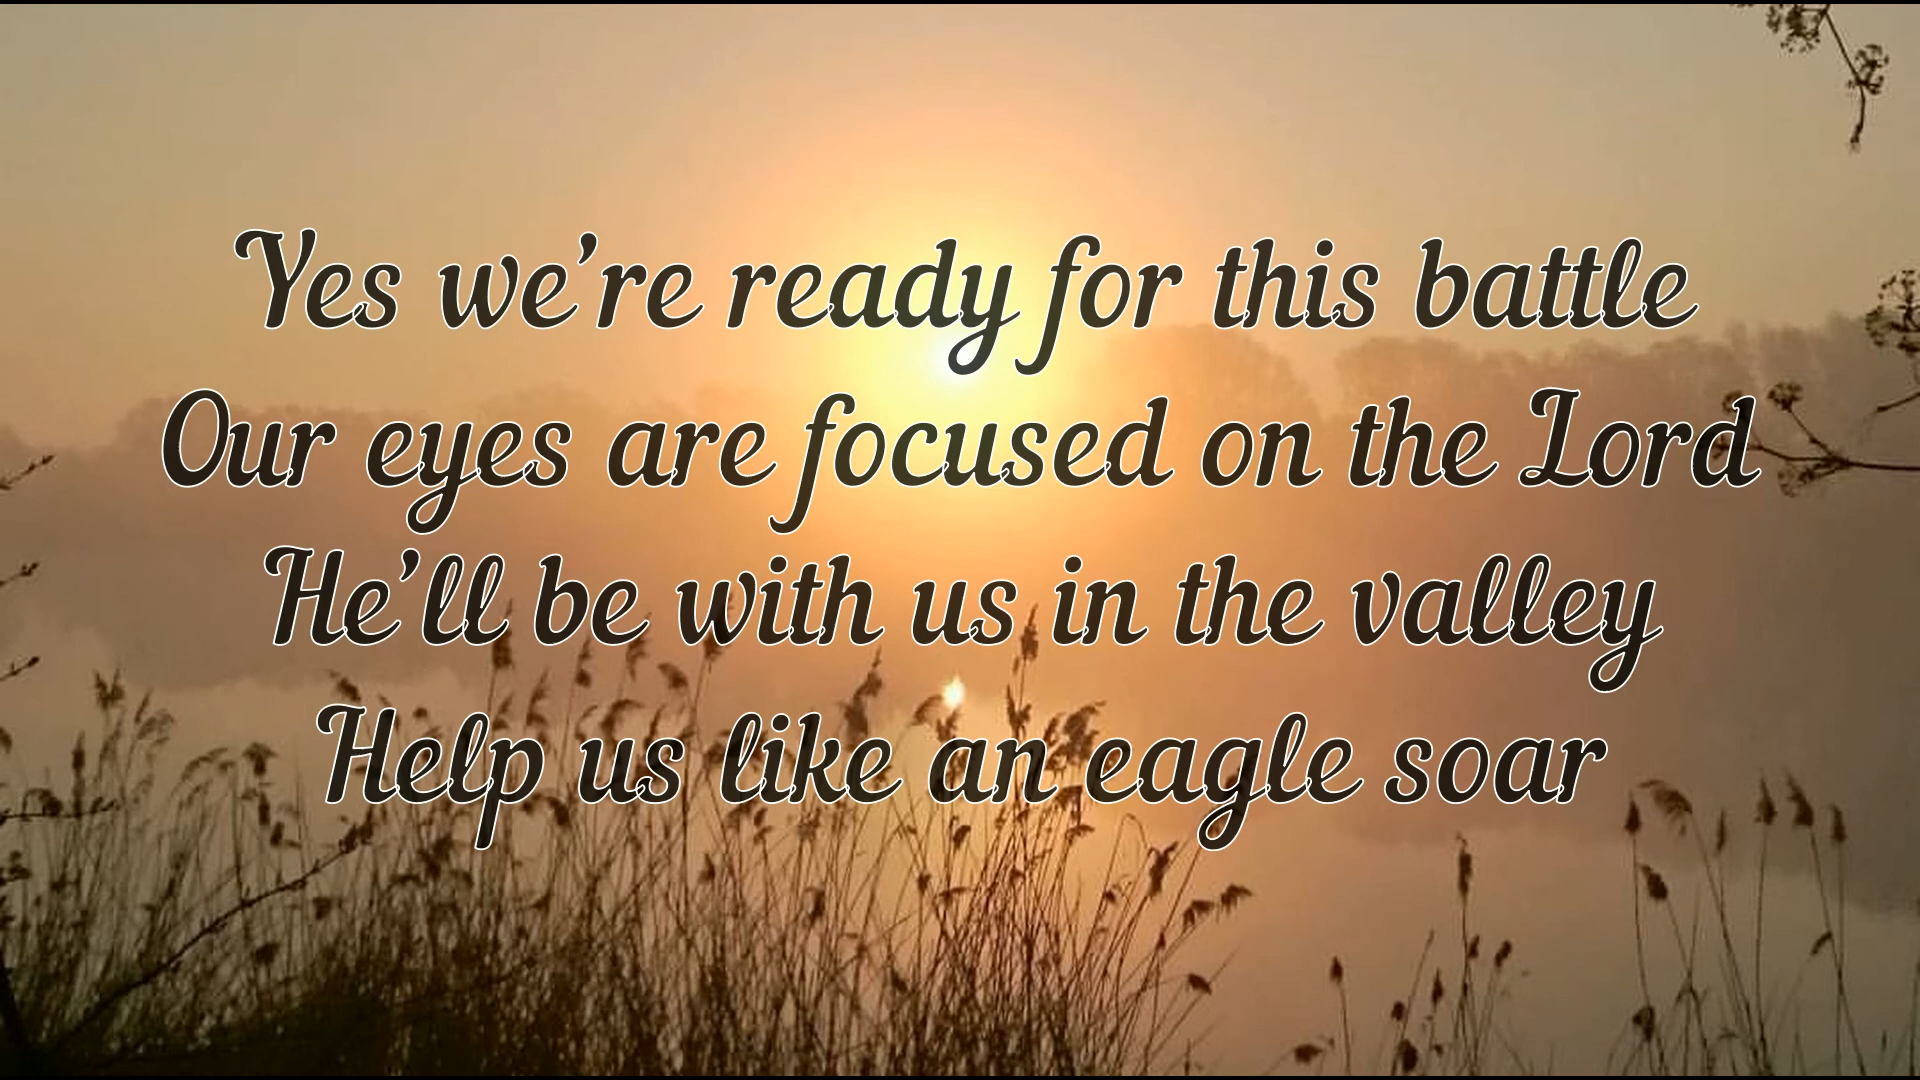 Yes we're ready for this battle
Our eyes are focused on the Lord
He'll be with us in the valley
Help us like an eagle soar